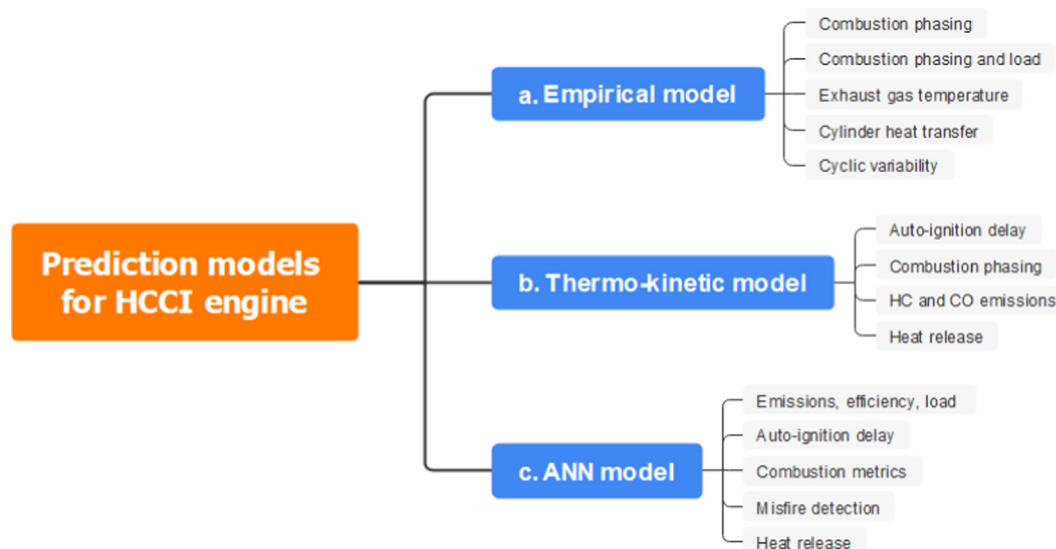 Prediction models
for HCCI engine
a. Empirical model
Combustion phasing
Combustion phasing and load
Exhaust gas temperature
Cylinder heat transfer
Cyclic variability
b. Thermo-kinetic model
Auto-ignition delay
Combustion phasing
HC and CO emissions
Heat release
c. ANN model
Emissions, efficiency, load
Auto-ignition delay
Combustion metrics
Misfire detection
Heat release